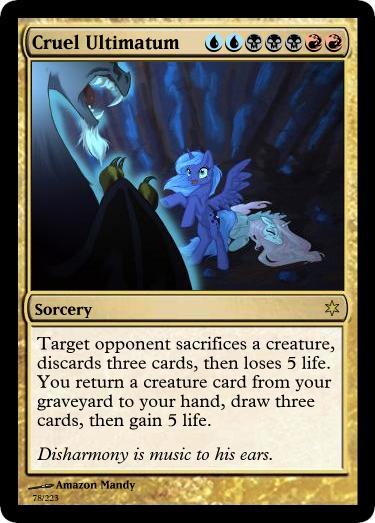 Cruel Ultimatum
Sorcery
Target opponent sacrifices a creature,
discards three cards, then loses 5 life.
You return a creature card from your
graveyard to your hand, draw three
cards, then gain 5 life.
Disharmony is music to his ears.
Amazon Mandy
78/223